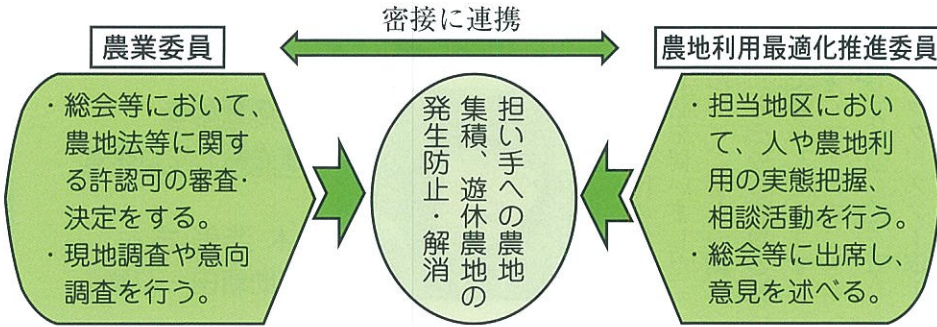 密接に連携
農業委員
農地利用最適化推進委員
・総会等において、
農地法等に関す
る許認可の審査・
決定をする。
・現地調査や意向
調査を行う。
担い手への農地
集積、遊休農地の
発生防止・解消
・担当地区におい
て、人や農地利
用の実態把握、
相談活動を行う。
・総会等に出席し、
意見を述べる。